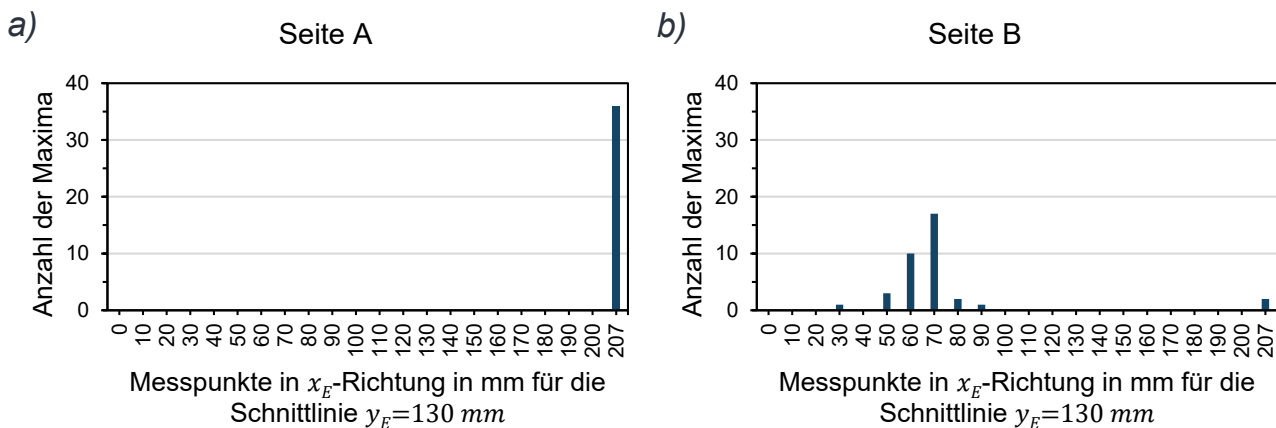 a)
Seite A
Anzahl der Maxima
40
30
20
10
0
0 10 20 30 40 50 60 70 80 90 100 110 120 130 140 150 160 170 180 190 200 207
Messpunkte in x_E-Richtung in mm für die
Schnittlinie y_E=130 mm
b)
Seite B
Anzahl der Maxima
40
30
20
10
0
0 10 20 30 40 50 60 70 80 90 100 110 120 130 140 150 160 170 180 190 200 207
Messpunkte in x_E-Richtung in mm für die
Schnittlinie y_E=130 mm